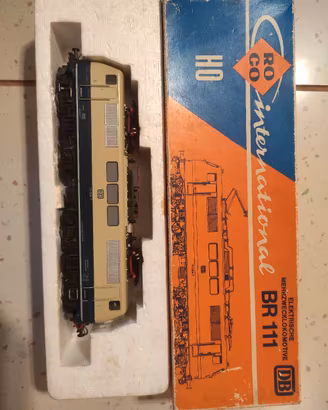 RO
CO
international
HO
ELEKTRISCHE
MEHRZWECKLOKOMOTIVE
BR 111
DB